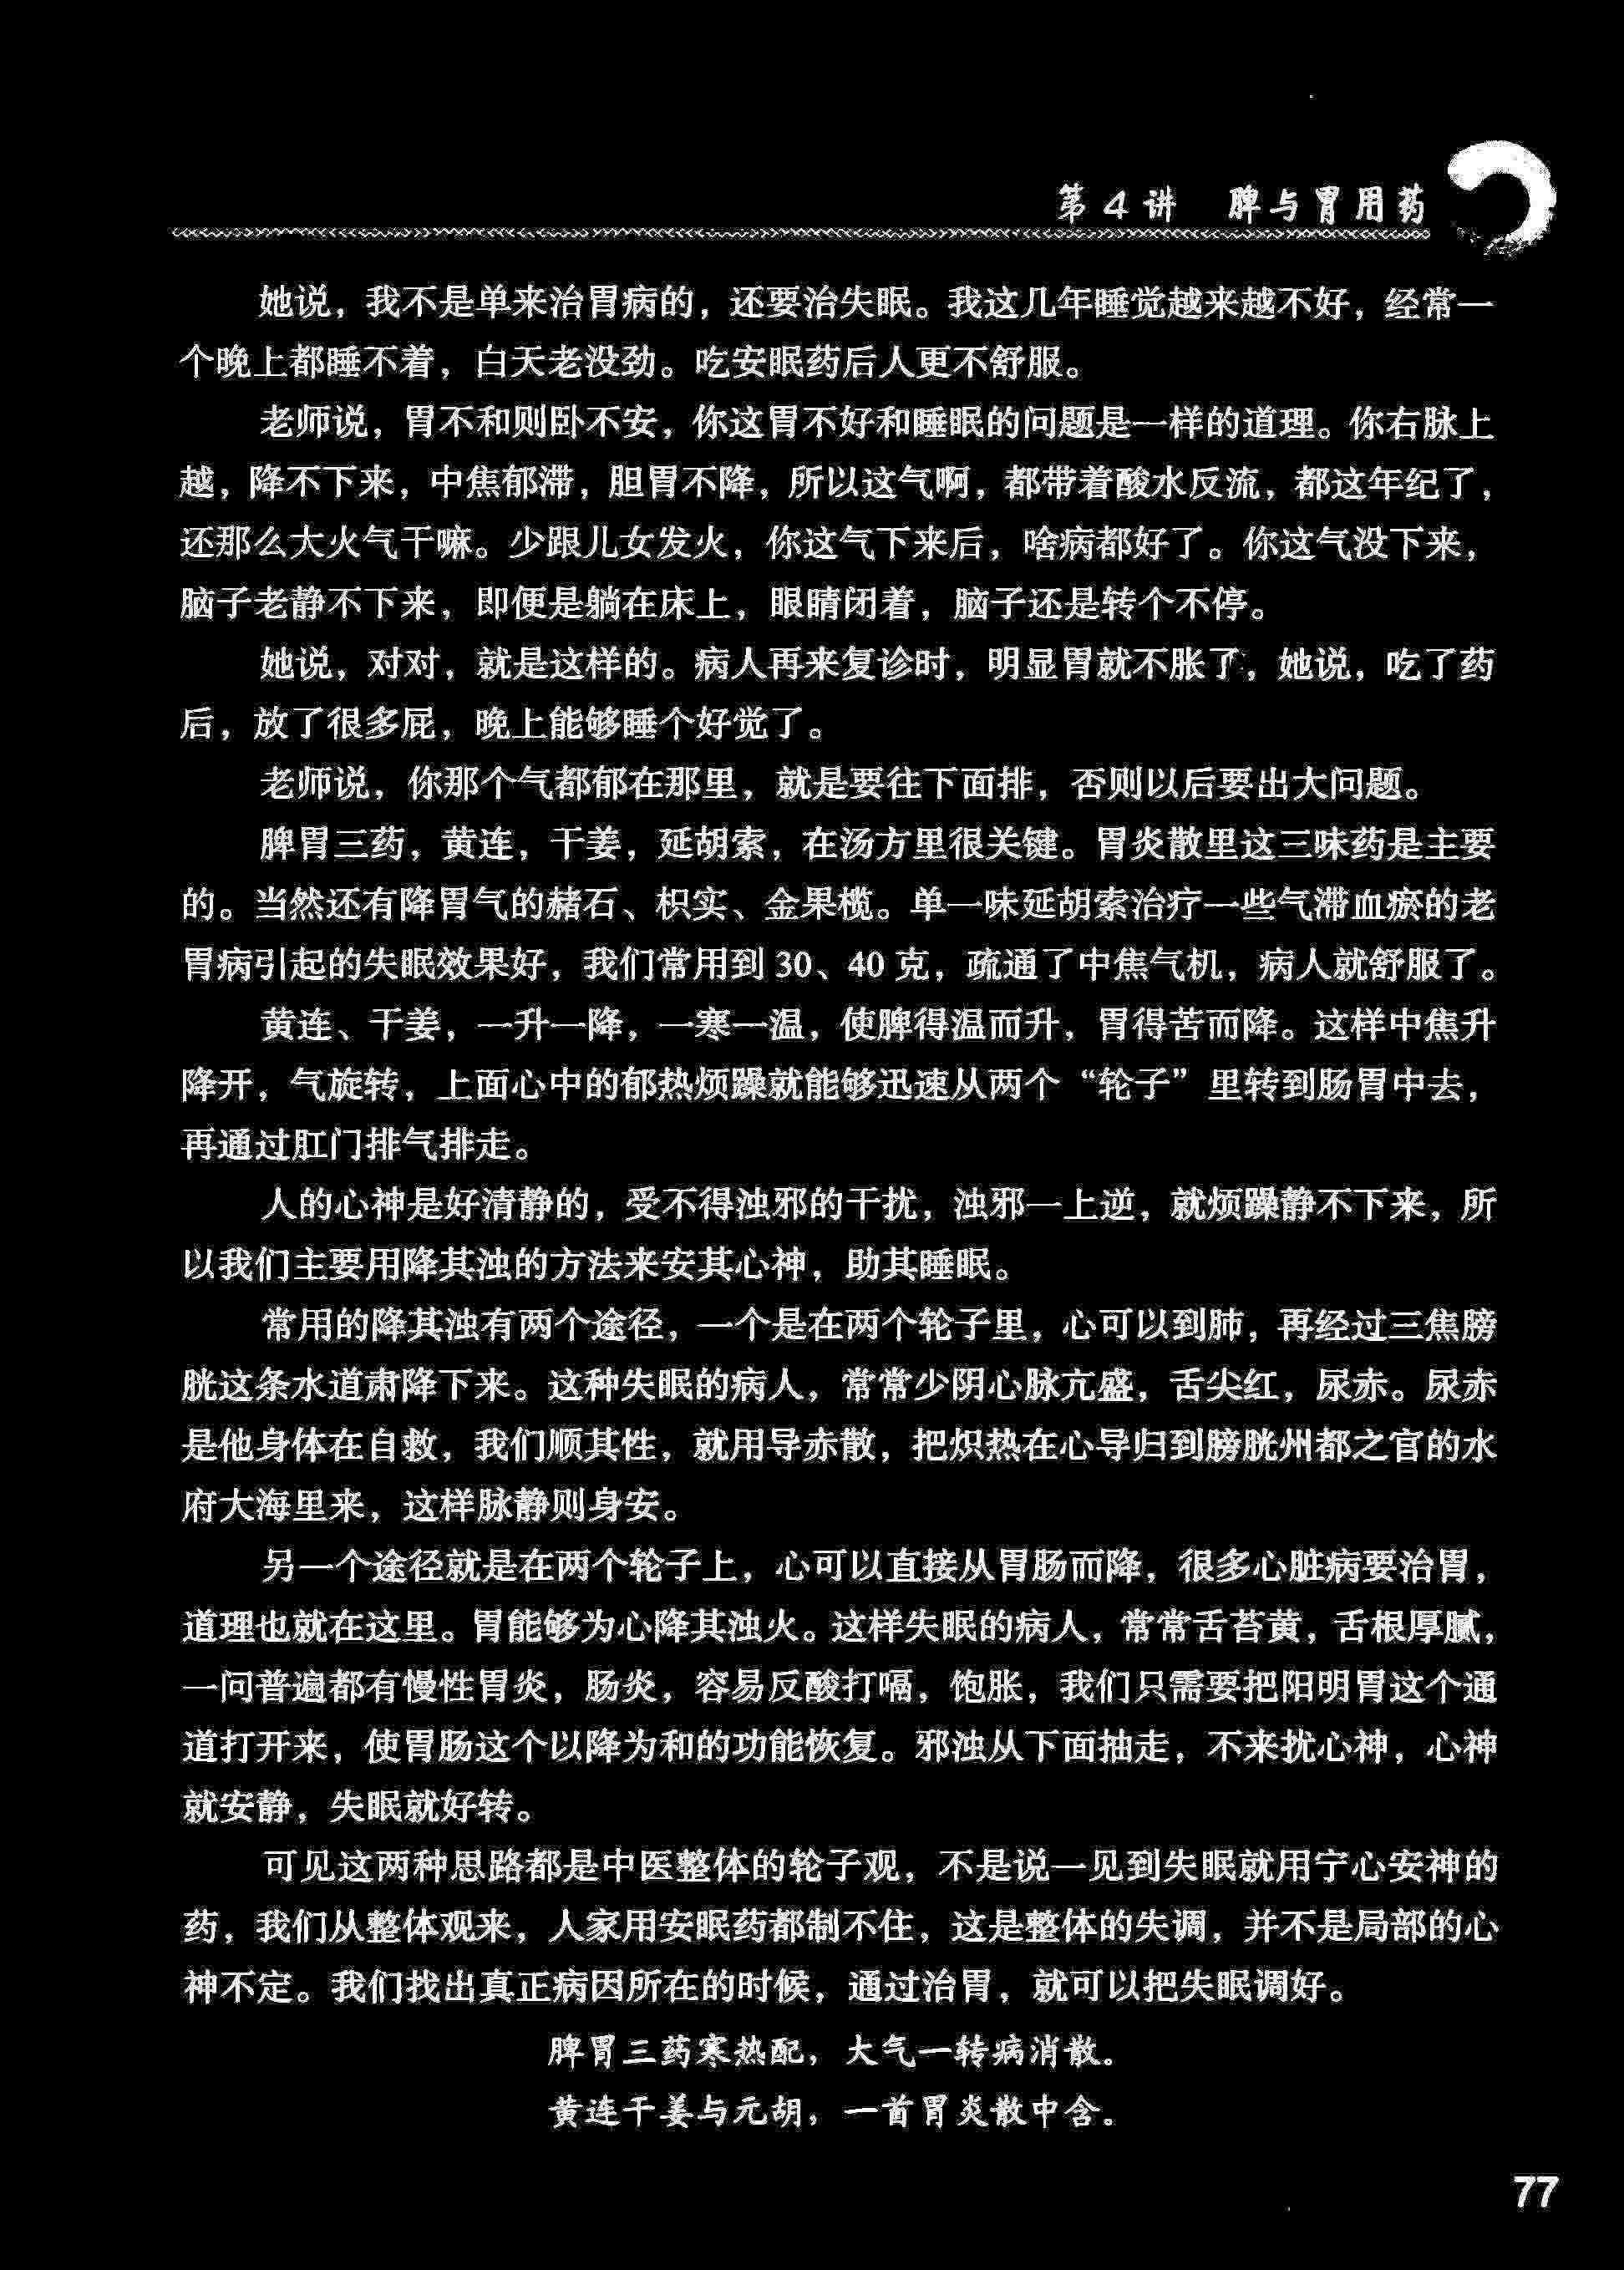 第4讲 脾与胃用药
她说，我不是单来治胃病的，还要治失眠。我这几年睡觉越来越不好，经常一
个晚上都睡不着，白天老没劲。吃安眠药后人更不舒服。
老师说，胃不和则卧不安，你这胃不好和睡眠的问题是一样的道理。你右脉上
越，降不下来，中焦郁滞，胆胃不降，所以这气啊，都带着酸水反流，都这年纪了，
还那么大火气干嘛。少跟儿女发火，你这气下来后，啥病都好了。你这气没下来，
脑子老静不下来，即便是躺在床上，眼睛闭着，脑子还是转个不停。
她说，对对，就是这样的。病人再来复诊时，明显胃就不胀了，她说，吃了药
后，放了很多屁，晚上能够睡个好觉了。
老师说，你那个气都郁在那里，就是要往下面排，否则以后要出大问题。
脾胃三药，黄连，干姜，延胡索，在汤方里很关键。胃炎散里这三味药是主要
的。当然还有降胃气的赭石、枳实、金果榄。单一味延胡索治疗一些气滞血瘀的老
胃病引起的失眠效果好，我们常用到30、40克，疏通了中焦气机，病人就舒服了。
黄连、干姜，一升一降，一寒一温，使脾得温而升，胃得苦而降。这样中焦升
降开，气旋转，上面心中的郁热烦躁就能够迅速从两个“轮子”里转到肠胃中去，
再通过肛门排气排走。
人的心神是好清静的，受不得浊邪的干扰，浊邪一上逆，就烦躁静不下来，所
以我们主要用降其浊的方法来安其心神，助其睡眠。
常用的降其浊有两个途径，一个是在两个轮子里，心可以到肺，再经过三焦膀
胱这条水道肃降下来。这种失眠的病人，常常少阴心脉亢盛，舌尖红，尿赤。尿赤
是他身体在自救，我们顺其性，就用导赤散，把炽热在心导归到膀胱州都之官的水
府大海里来，这样脉静则身安。
另一个途径就是在两个轮子上，心可以直接从胃肠而降，很多心脏病要治胃，
道理也就在这里。胃能够为心降其浊火。这样失眠的病人，常常舌苔黄，舌根厚腻，
一问普遍都有慢性胃炎，肠炎，容易反酸打嗝，饱胀，我们只需要把阳明胃这个通
道打开来，使胃肠这个以降为和的功能恢复。邪浊从下面抽走，不来扰心神，心神
就安静，失眠就好转。
可见这两种思路都是中医整体的轮子观，不是说一见到失眠就用宁心安神的
药，我们从整体观来，人家用安眠药都制不住，这是整体的失调，并不是局部的心
神不定。我们找出真正病因所在的时候，通过治胃，就可以把失眠调好。
脾胃三药寒热配，大气一转病消散。
黄连干姜与元胡，一首胃炎散中含。
77